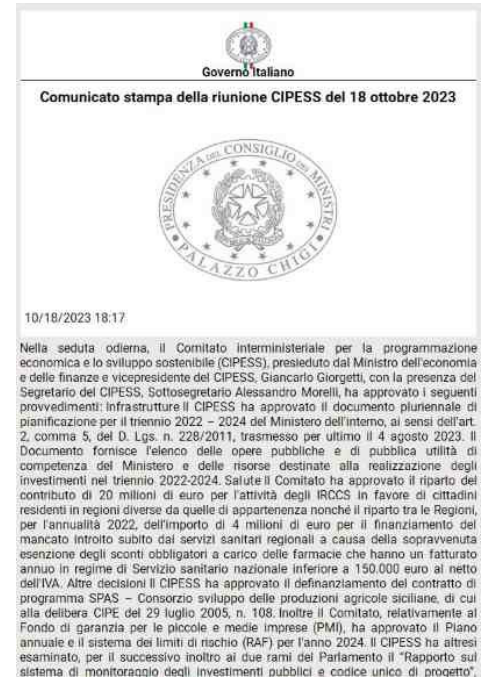 Governo Italiano
Comunicato stampa della riunione CIPESS del 18 ottobre 2023
PRESIDENZA DEL CONSIGLIO DEI MINISTRI
PALAZZO CHIGI
10/18/2023 18:17
Nella seduta odierna, il Comitato interministeriale per la programmazione
economica e lo sviluppo sostenibile (CIPESS), presieduto dal Ministro dell'economia
e delle finanze e vicepresidente del CIPESS, Giancarlo Giorgetti, con la presenza del
Segretario del CIPESS, Sottosegretario Alessandro Morelli, ha approvato i seguenti
provvedimenti: Infrastrutture Il CIPESS ha approvato il documento pluriennale di
pianificazione per il triennio 2022 – 2024 del Ministero dell'interno, ai sensi dell'art.
2, comma 5, del D. Lgs. n. 228/2011, trasmesso per ultimo il 4 agosto 2023. Il
Documento fornisce l'elenco delle opere pubbliche e di pubblica utilità di
competenza del Ministero e delle risorse destinate alla realizzazione degli
investimenti nel triennio 2022-2024. Salute Il Comitato ha approvato il riparto del
contributo di 20 milioni di euro per l'attività degli IRCCS in favore di cittadini
residenti in regioni diverse da quelle di appartenenza nonché il riparto tra le Regioni,
per l'annualità 2022, dell'importo di 4 milioni di euro per il finanziamento del
mancato introito subito dai servizi sanitari regionali a causa della sopravvenuta
esenzione degli sconti obbligatori a carico delle farmacie che hanno un fatturato
annuo in regime di Servizio sanitario nazionale inferiore a 150.000 euro al netto
dell'IVA. Altre decisioni Il CIPESS ha approvato il definanziamento del contratto di
programma SPAS – Consorzio sviluppo delle produzioni agricole siciliane, di cui
alla delibera CIPE del 29 luglio 2005, n. 108. Inoltre il Comitato, relativamente al
Fondo di garanzia per le piccole e medie imprese (PMI), ha approvato il Piano
annuale e il sistema dei limiti di rischio (RAF) per l'anno 2024. Il CIPESS ha altresì
esaminato, per il successivo inoltro ai due rami del Parlamento il "Rapporto sul
sistema di monitoraggio degli investimenti pubblici e codice unico di progetto".